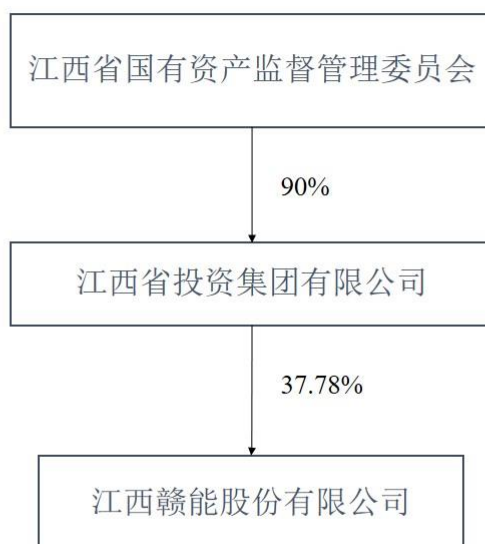 江西省国有资产监督管理委员会
90%
江西省投资集团有限公司
37.78%
江西赣能股份有限公司